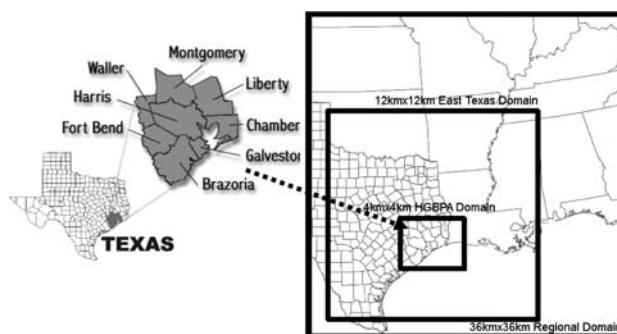 Montgomery
Waller
Liberty
Harris
Chamber
Fort Bend
Galvestor
Brazoria
TEXAS
12kmx12km East Texas Domain
4kmx4km HGBPA Domain
36kmx36km Regional Domain